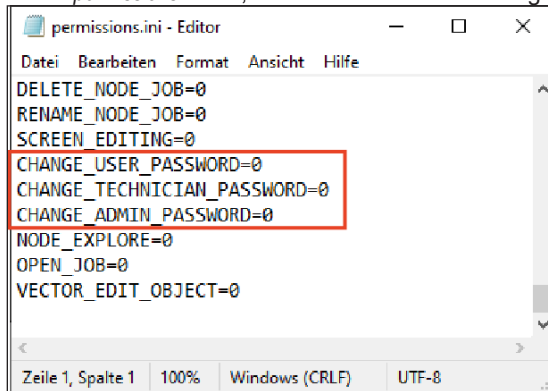 permissions.ini - Editor
Datei Bearbeiten Format Ansicht Hilfe
DELETE_NODE_JOB=0
RENAME_NODE_JOB=0
SCREEN_EDITING=0
CHANGE_USER_PASSWORD=0
CHANGE_TECHNICIAN_PASSWORD=0
CHANGE_ADMIN_PASSWORD=0
NODE_EXPLORE=0
OPEN_JOB=0
VECTOR_EDIT_OBJECT=0
Zeile 1, Spalte 1 100% Windows (CRLF) UTF-8